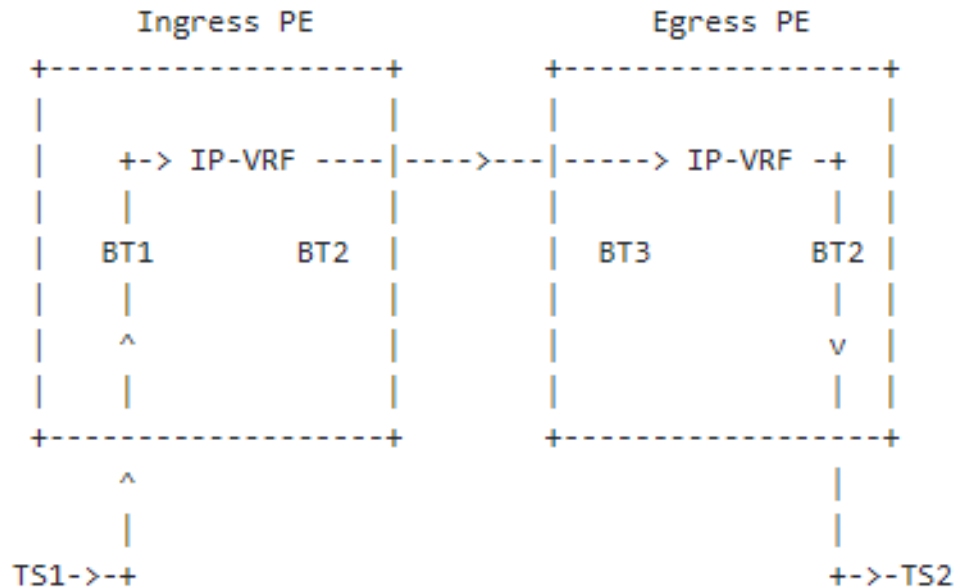 Ingress PE                   Egress PE
    +-------------------+        +------------------+
    |                   |        |                  |
    |    +-> IP-VRF ----|---->---|-----> IP-VRF -+  |
    |    |              |        |               |  |
    |   BT1        BT2  |        |  BT3         BT2 |
    |    |              |        |               |  |
    |    ^              |        |               v  |
    |    |              |        |               |  |
    +-------------------+        +------------------+
         ^                                       |
         |                                       |
   TS1->-+                                       +->-TS2